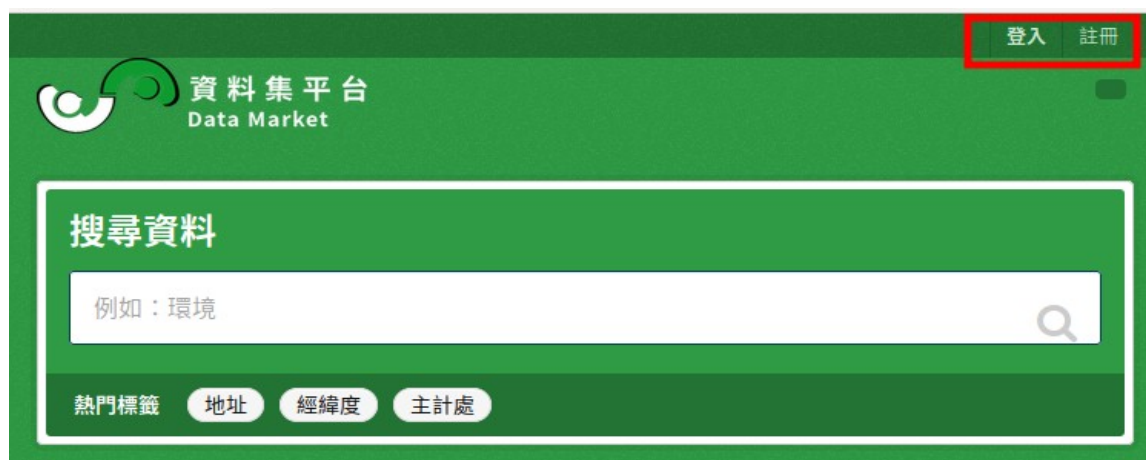 登入 註冊
資料集平台
Data Market
搜尋資料
例如：環境
熱門標籤 地址 經緯度 主計處